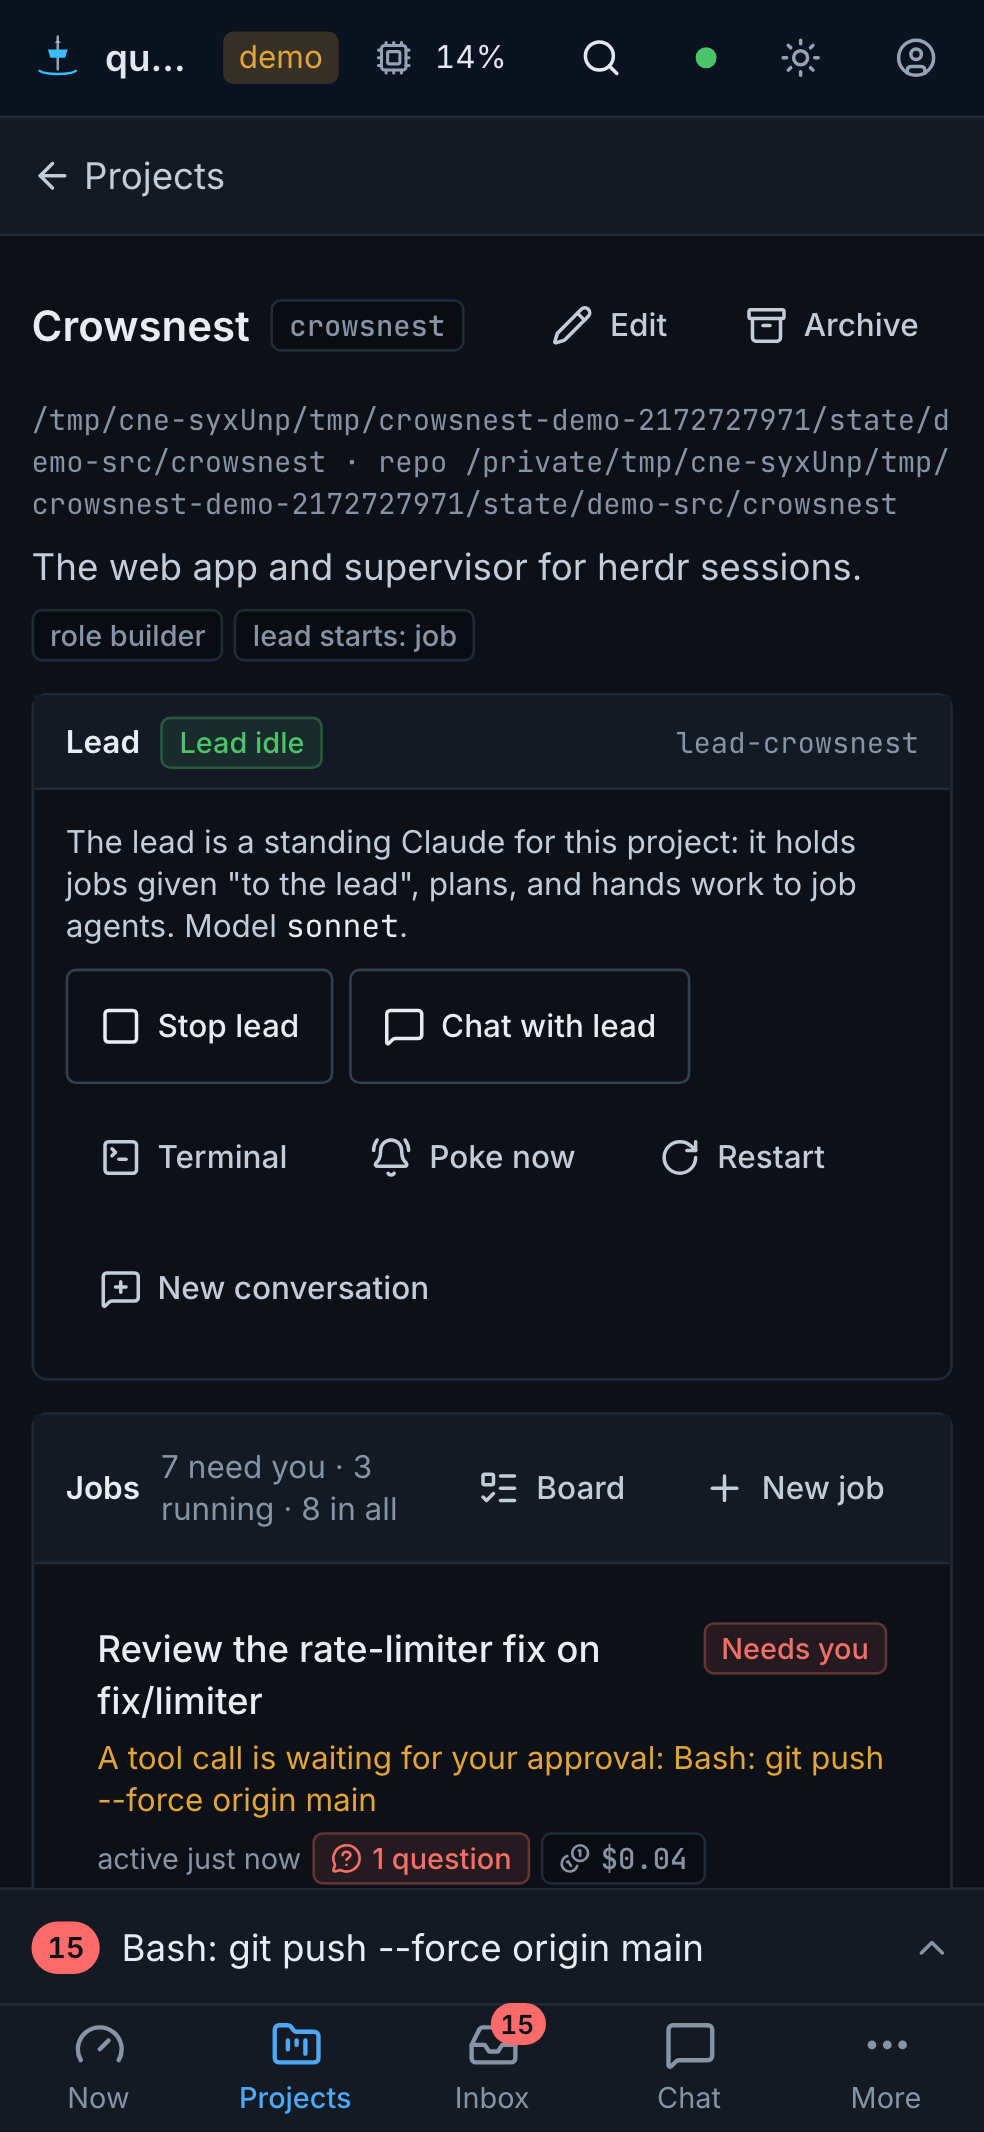 qu...
demo
14%
Projects
Crowsnest
crowsnest
Edit
Archive
/tmp/cne-syxUnp/tmp/crowsnest-demo-2172727971/state/d
emo-src/crowsnest · repo /private/tmp/cne-syxUnp/tmp/
crowsnest-demo-2172727971/state/demo-src/crowsnest
The web app and supervisor for herdr sessions.
role builder
lead starts: job
Lead
Lead idle
lead-crowsnest
The lead is a standing Claude for this project: it holds
jobs given "to the lead", plans, and hands work to job
agents. Model sonnet.
Stop lead
Chat with lead
Terminal
Poke now
Restart
New conversation
Jobs
7 need you · 3
running · 8 in all
Board
New job
Review the rate-limiter fix on
fix/limiter
Needs you
A tool call is waiting for your approval: Bash: git push
--force origin main
active just now
1 question
$0.04
15
Bash: git push --force origin main
15
Now
Projects
Inbox
Chat
More